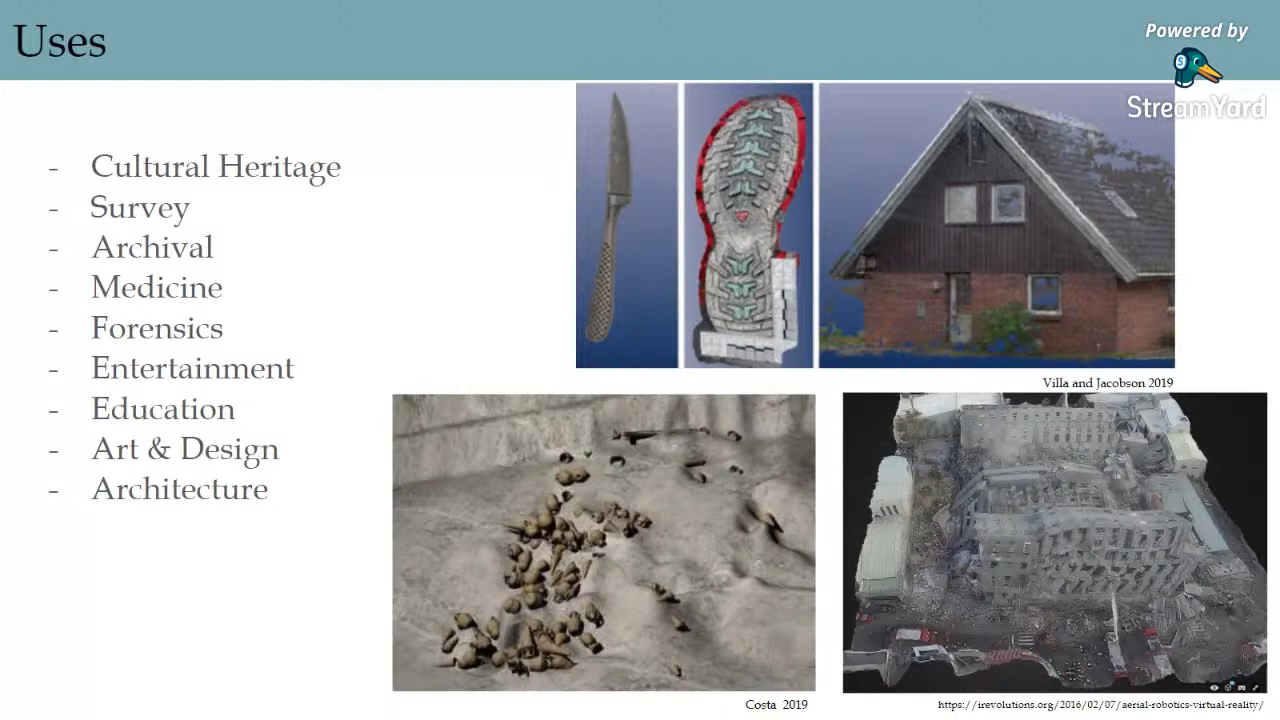 Uses
Powered by
StreamYard
- Cultural Heritage
- Survey
- Archival
- Medicine
- Forensics
- Entertainment
- Education
- Art & Design
- Architecture
Villa and Jacobson 2019
Costa 2019
https://irevolutions.org/2016/02/07/aerial-robotics-virtual-reality/